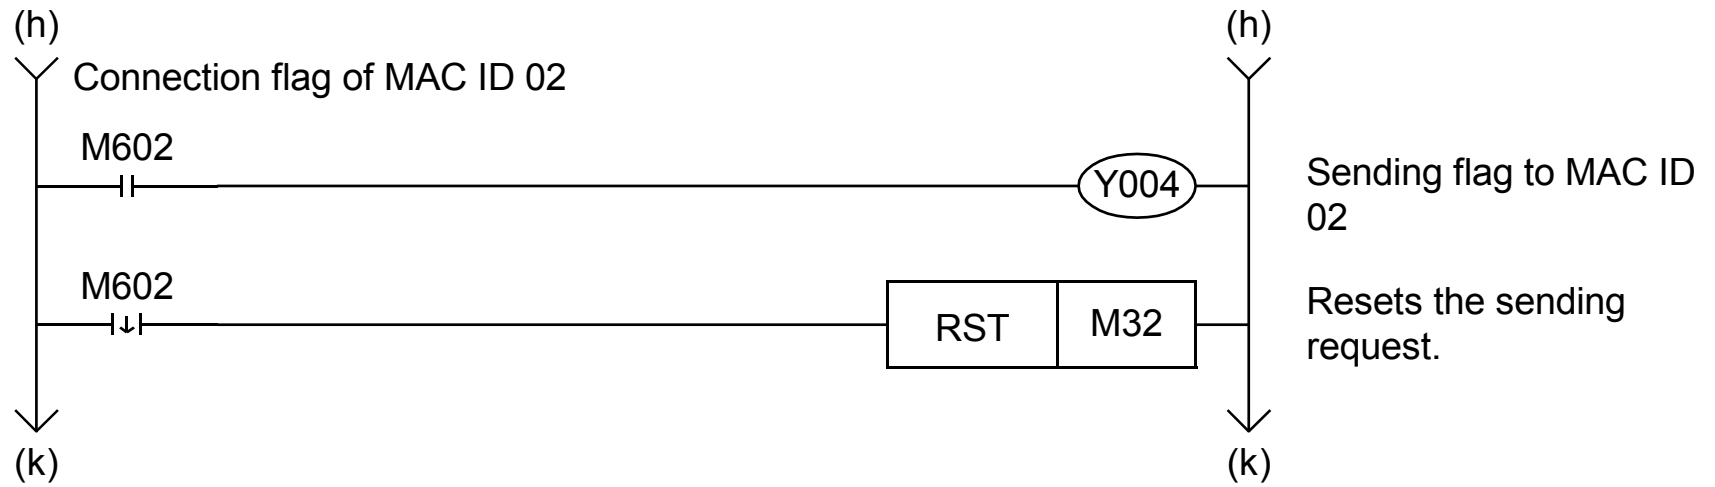 (h) (h)
Connection flag of MAC ID 02
M602
Y004
Sending flag to MAC ID
02
M602
RST M32
Resets the sending
request.
(k) (k)